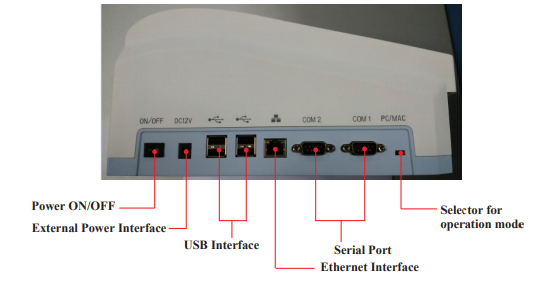 ON/OFF DC12V COM 2 COM 1 PC/MAC
Power ON/OFF
External Power Interface
USB Interface
Serial Port
Ethernet Interface
Selector for
operation mode